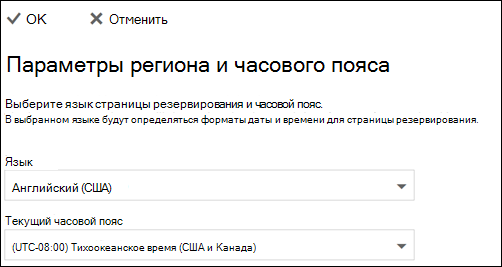 ОК Отменить
Параметры региона и часового пояса
Выберите язык страницы резервирования и часовой пояс.
В выбранном языке будут определяться форматы даты и времени для страницы резервирования.
Язык
Английский (США)
Текущий часовой пояс
(UTC-08:00) Тихоокеанское время (США и Канада)